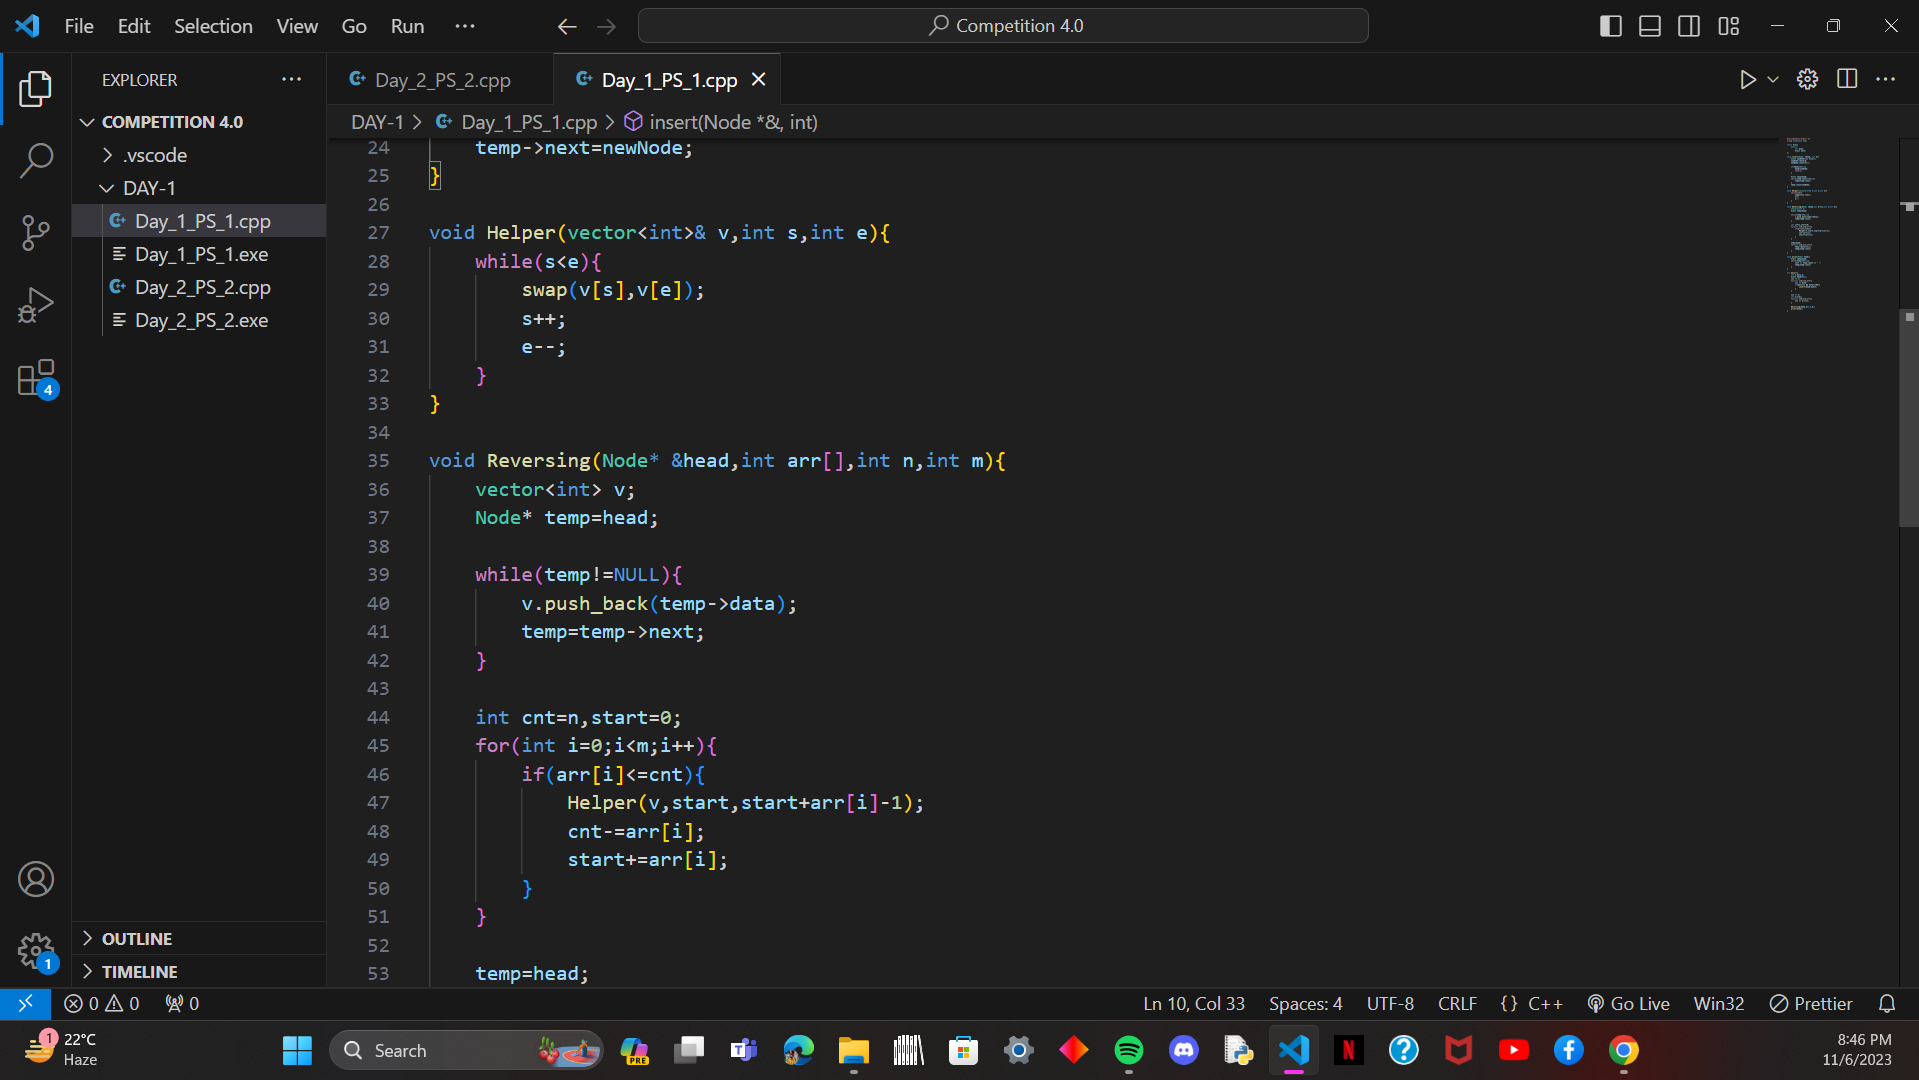 File Edit Selection View Go Run ···
Competition 4.0
EXPLORER ···
COMPETITION 4.0
.vscode
DAY-1
Day_1_PS_1.cpp
Day_1_PS_1.exe
Day_2_PS_2.cpp
Day_2_PS_2.exe
OUTLINE
TIMELINE
4
1
Day_2_PS_2.cpp
Day_1_PS_1.cpp
DAY-1 > Day_1_PS_1.cpp > insert(Node *&, int)
24 temp->next=newNode;
25 }
26
27 void Helper(vector<int>& v,int s,int e){
28 while(s<e){
29 swap(v[s],v[e]);
30 s++;
31 e--;
32 }
33 }
34
35 void Reversing(Node* &head,int arr[],int n,int m){
36 vector<int> v;
37 Node* temp=head;
38
39 while(temp!=NULL){
40 v.push_back(temp->data);
41 temp=temp->next;
42 }
43
44 int cnt=n,start=0;
45 for(int i=0;i<m;i++){
46 if(arr[i]<=cnt){
47 Helper(v,start,start+arr[i]-1);
48 cnt-=arr[i];
49 start+=arr[i];
50 }
51 }
52
53 temp=head;
0 0 0
Ln 10, Col 33 Spaces: 4 UTF-8 CRLF {} C++ Go Live Win32 Prettier
1
22°C
Haze
Search
PRE
8:46 PM
11/6/2023